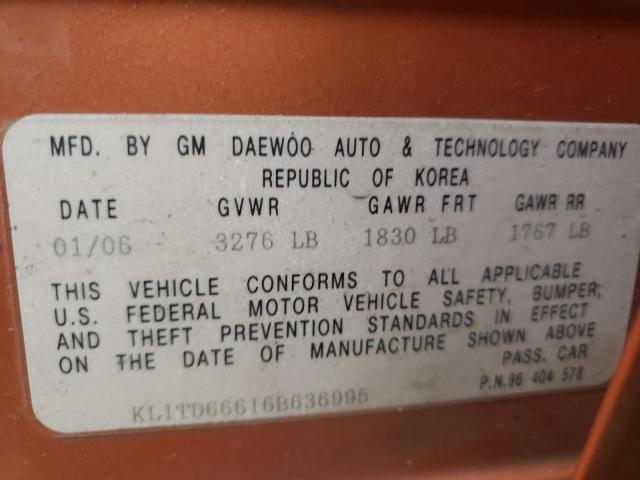 MFD. BY GM DAEWOO AUTO & TECHNOLOGY COMPANY
REPUBLIC OF KOREA
DATE GVWR GAWR FRT GAWR RR
01/06 3276 LB 1830 LB 1767 LB
THIS VEHICLE CONFORMS TO ALL APPLICABLE
U.S. FEDERAL MOTOR VEHICLE SAFETY, BUMPER,
AND THEFT PREVENTION STANDARDS IN EFFECT
ON THE DATE OF MANUFACTURE SHOWN ABOVE
PASS. CAR
P.N.96 404 578
KL1TD66616B636995